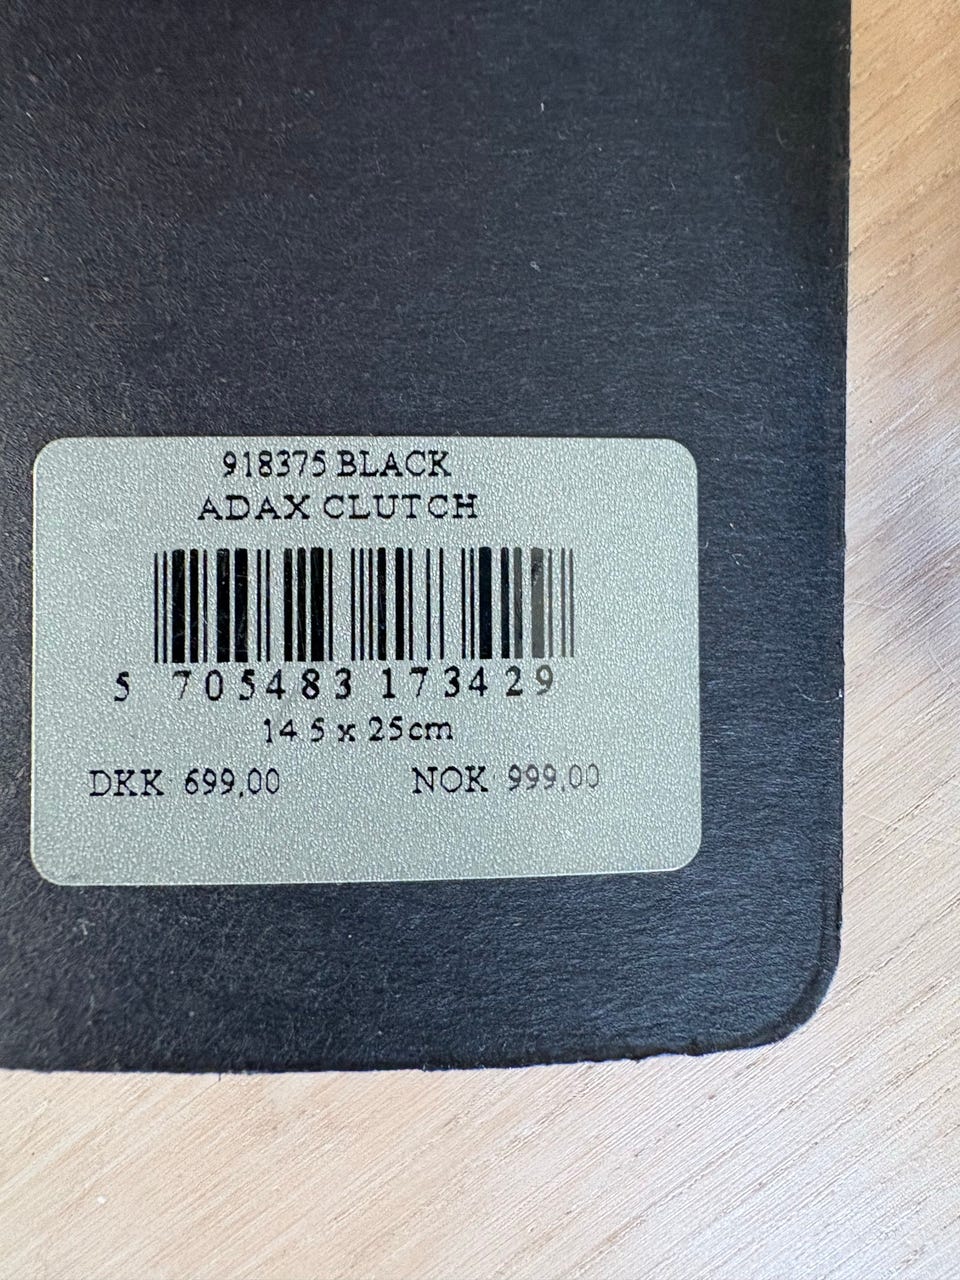 918375 BLACK
ADAX CLUTCH
5 705483 173429
14 5 x 25cm
DKK 699,00 NOK 999,00